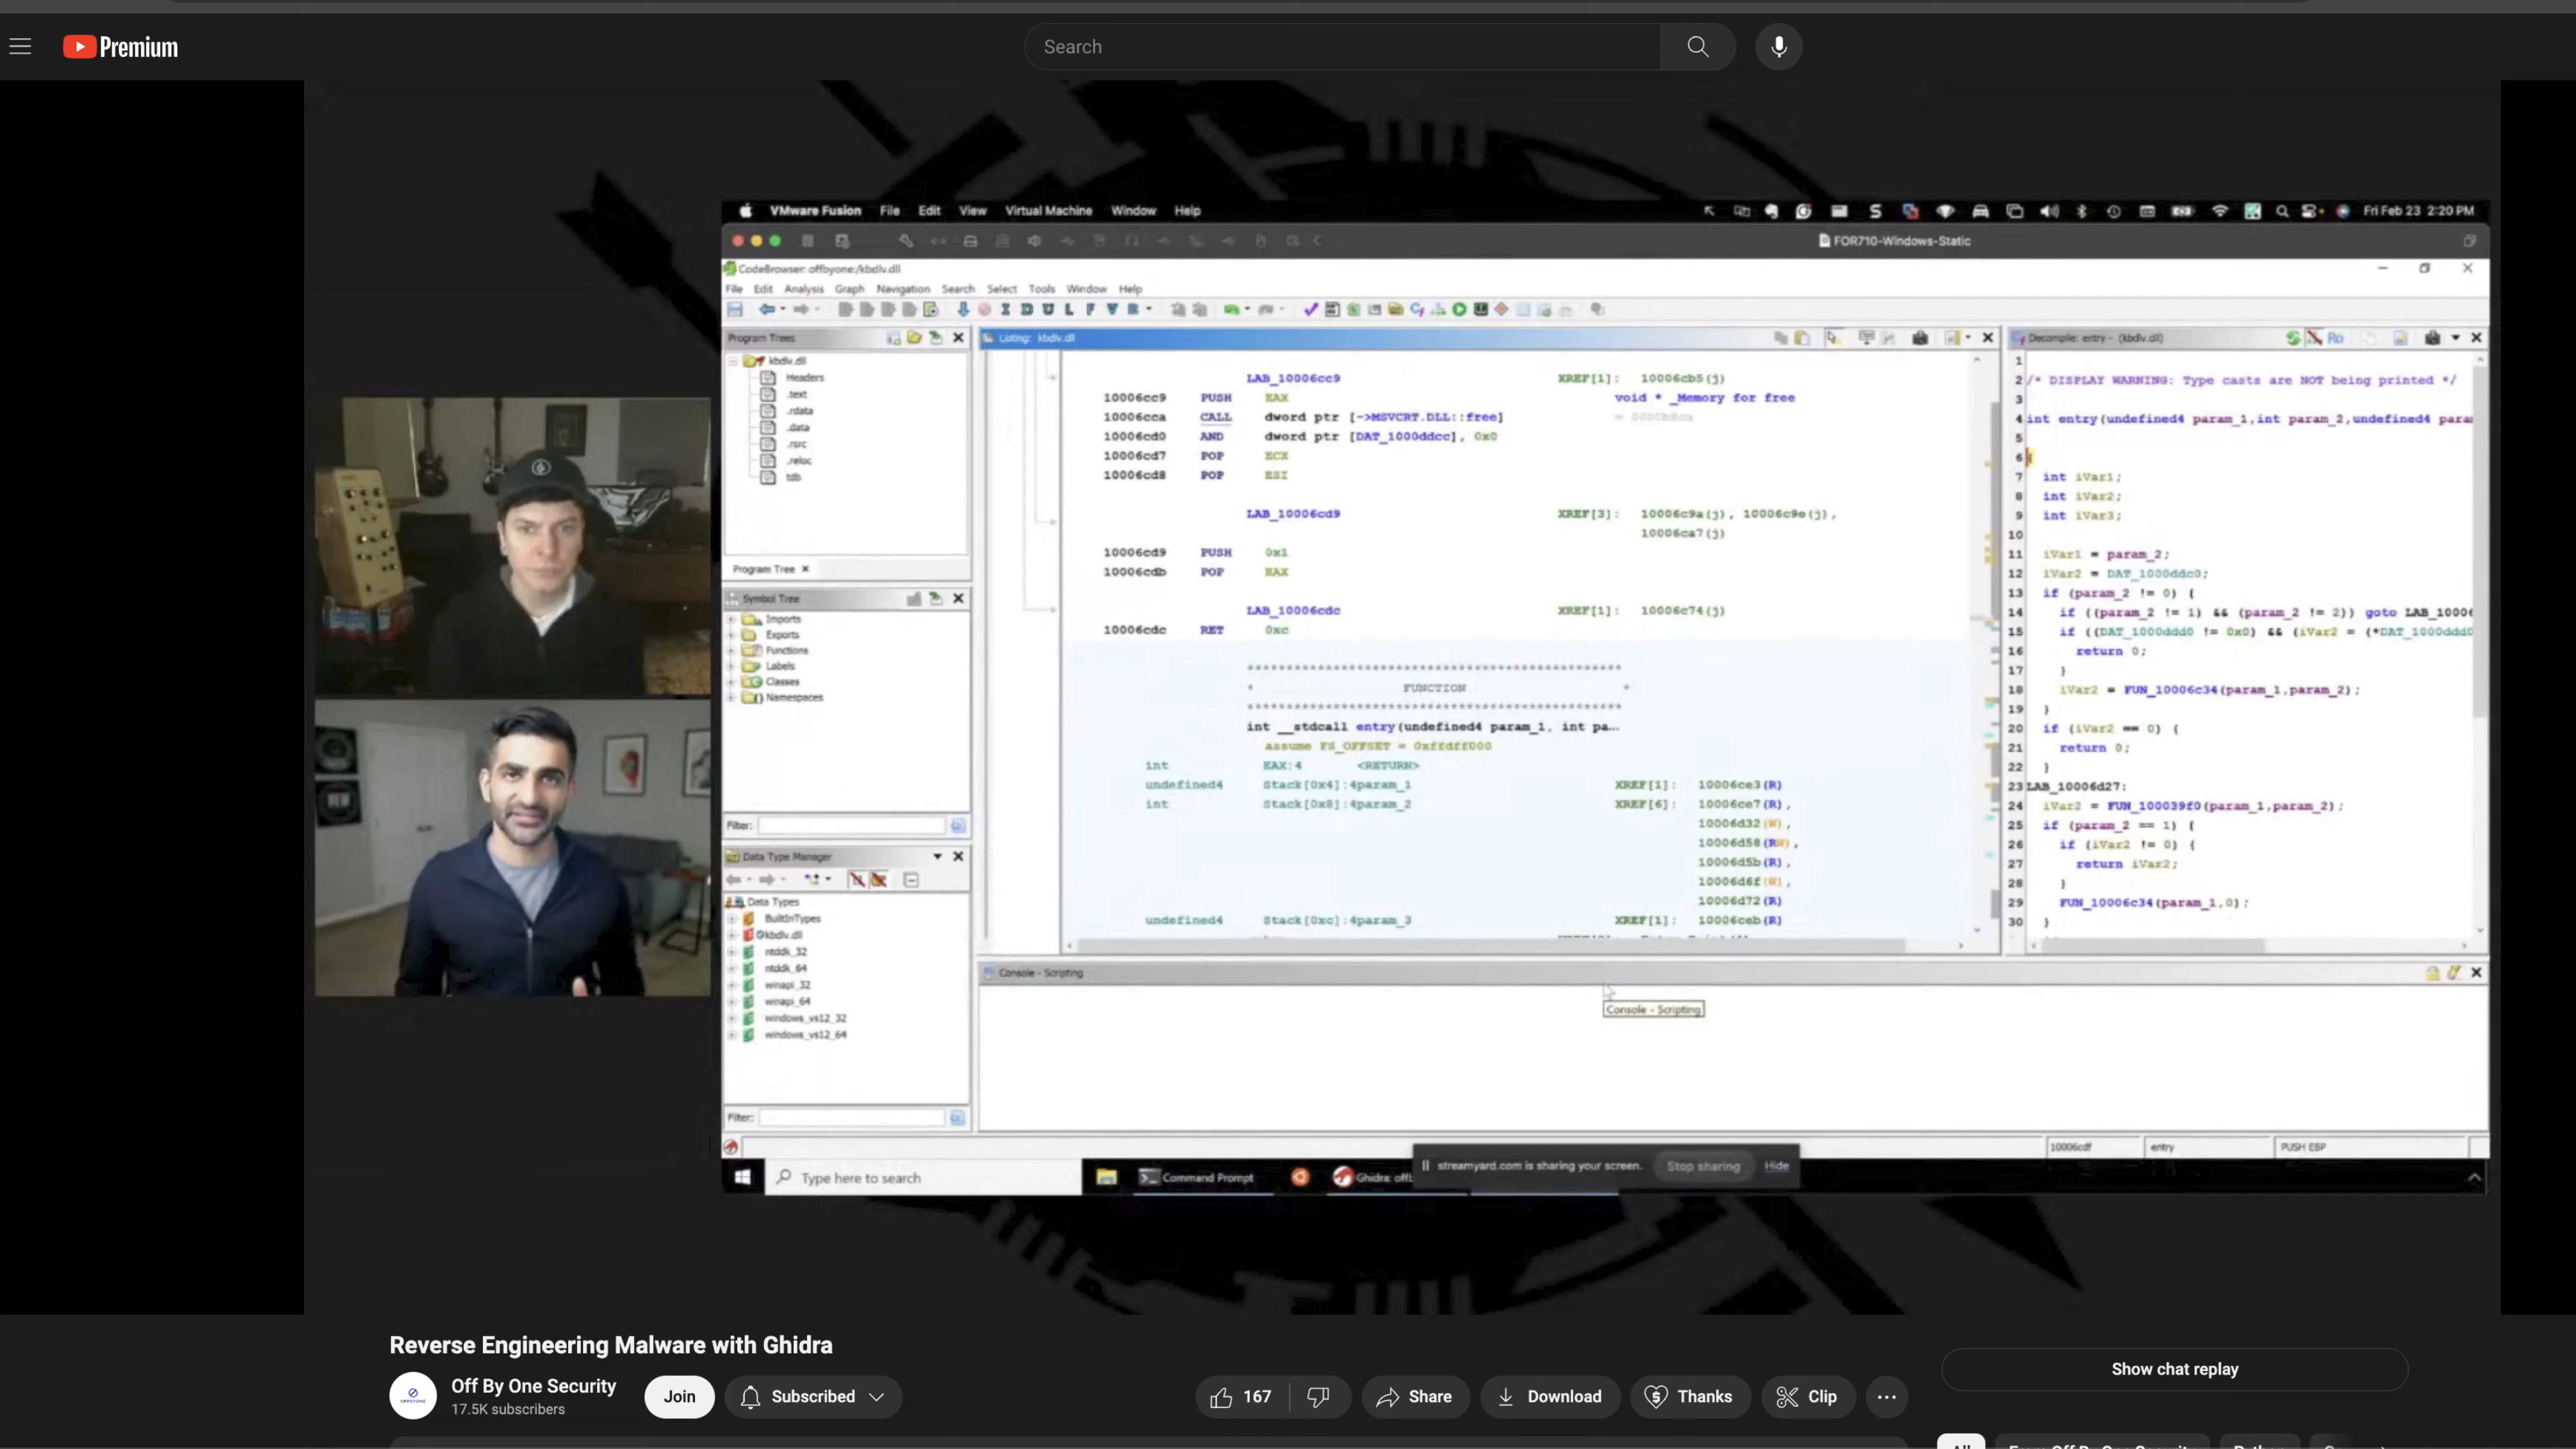 Premium
Search
VMware Fusion File Edit View Virtual Machine Window Help
Fri Feb 23 2:20 PM
FOR710-Windows-Static
CodeBrowser: offbyone:/kbdlv.dll
File Edit Analysis Graph Navigation Search Select Tools Window Help
Program Trees
kbdlv.dll
Headers
.text
.rdata
.data
.rsrc
.reloc
tdb
Program Tree
Symbol Tree
Imports
Exports
Functions
Labels
Classes
Namespaces
Filter:
Data Type Manager
Data Types
BuiltInTypes
kbdlv.dll
ntddk_32
ntddk_64
winapi_32
winapi_64
windows_vs12_32
windows_vs12_64
Filter:
Listing: kbdlv.dll
LAB_10006cc9 XREF[1]: 10006cb5(j)
10006cc9 PUSH EAX void * _Memory for free
10006cca CALL dword ptr [->MSVCRT.DLL::free]
10006cd0 AND dword ptr [DAT_1000ddcc], 0x0
10006cd7 POP ECX
10006cd8 POP ESI
LAB_10006cd9 XREF[3]: 10006c9a(j), 10006c9e(j),
10006ca7(j)
10006cd9 PUSH 0x1
10006cdb POP EAX
LAB_10006cdc XREF[1]: 10006c74(j)
10006cdc RET 0xc
************************************************
* FUNCTION *
************************************************
int __stdcall entry(undefined4 param_1, int pa...
assume FS_OFFSET = 0xffdff000
int EAX:4 <RETURN>
undefined4 Stack[0x4]:4 param_1 XREF[1]: 10006ce3(R)
int Stack[0x8]:4 param_2 XREF[6]: 10006ce7(R),
10006d32(W),
10006d58(RW),
10006d5b(R),
10006d6f(W),
10006d72(R)
undefined4 Stack[0xc]:4 param_3 XREF[1]: 10006ceb(R)
Decompile: entry - (kbdlv.dll)
1
2 /* DISPLAY WARNING: Type casts are NOT being printed */
3
4 int entry(undefined4 param_1,int param_2,undefined4 para
5
6 {
7 int iVar1;
8 int iVar2;
9 int iVar3;
10
11 iVar1 = param_2;
12 iVar2 = DAT_1000ddc0;
13 if (param_2 != 0) {
14 if ((param_2 != 1) && (param_2 != 2)) goto LAB_1000
15 if ((DAT_1000ddd0 != 0x0) && (iVar2 = (*DAT_1000ddd0
16 return 0;
17 }
18 iVar2 = FUN_10006c34(param_1,param_2);
19 }
20 if (iVar2 == 0) {
21 return 0;
22 }
23 LAB_10006d27:
24 iVar2 = FUN_100039f0(param_1,param_2);
25 if (param_2 == 1) {
26 if (iVar2 != 0) {
27 return iVar2;
28 }
29 FUN_10006c34(param_1,0);
30 }
Console - Scripting
Console - Scripting
10006cdf entry PUSH EBP
Type here to search
Command Prompt
Ghidra: off
streamyard.com is sharing your screen. Stop sharing Hide
Reverse Engineering Malware with Ghidra
Off By One Security
17.5K subscribers
Join
Subscribed
167
Share
Download
Thanks
Clip
Show chat replay
All From Off By One Security